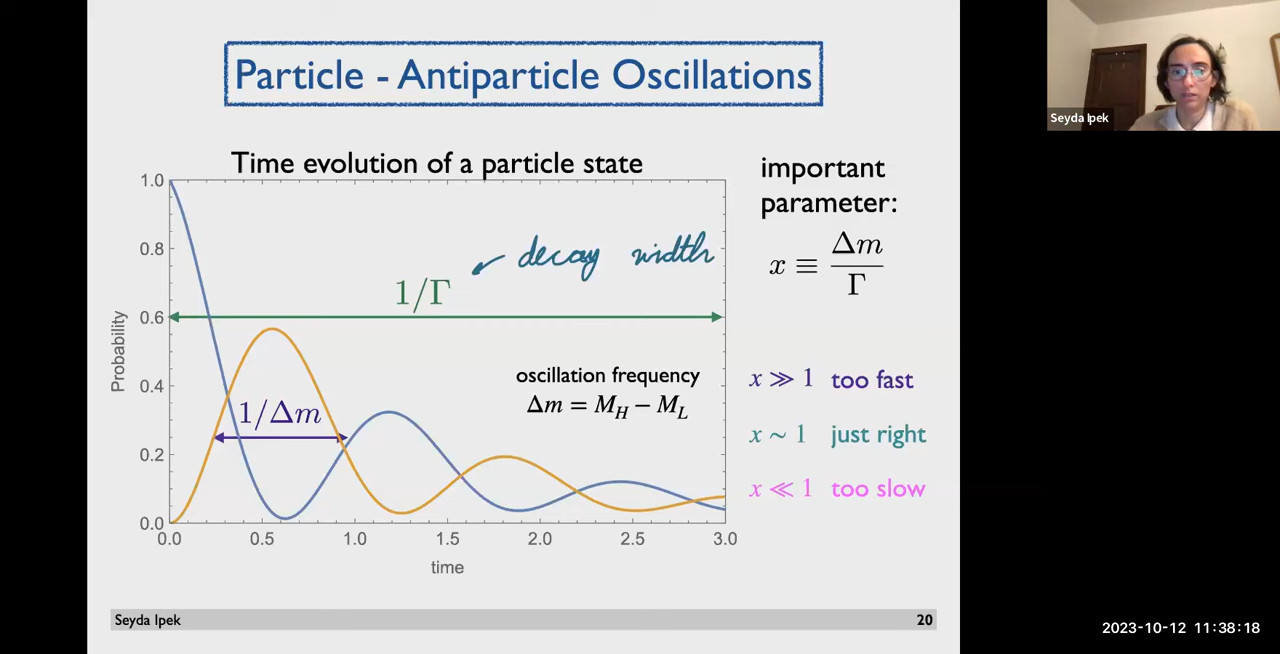 Particle - Antiparticle Oscillations
Seyda Ipek
Time evolution of a particle state
important
parameter:
x ≡ Δm / Γ
1.0
0.8
0.6
0.4
0.2
0.0
Probability
decay width
1/Γ
1/Δm
oscillation frequency
Δm = M_H − M_L
x ≫ 1 too fast
x ∼ 1 just right
x ≪ 1 too slow
0.0 0.5 1.0 1.5 2.0 2.5 3.0
time
Seyda Ipek 20
2023-10-12 11:38:18